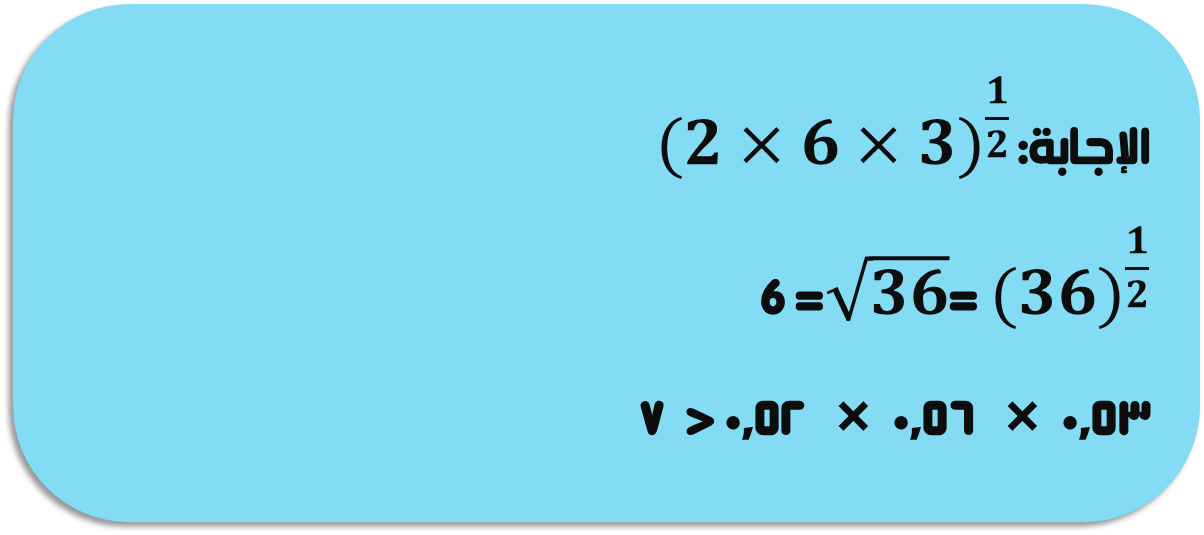 الإجابة: (2 × 6 × 3)^{1/2}
(36)^{1/2} = √36 = 6
٠,٥٣ × ٠,٥٦ × ٠,٥٢ > ٧